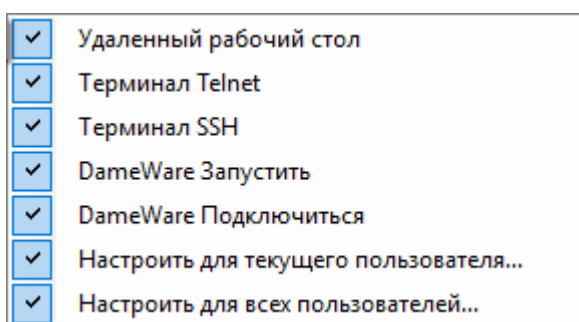 Удаленный рабочий стол
Терминал Telnet
Терминал SSH
DameWare Запустить
DameWare Подключиться
Настроить для текущего пользователя...
Настроить для всех пользователей...